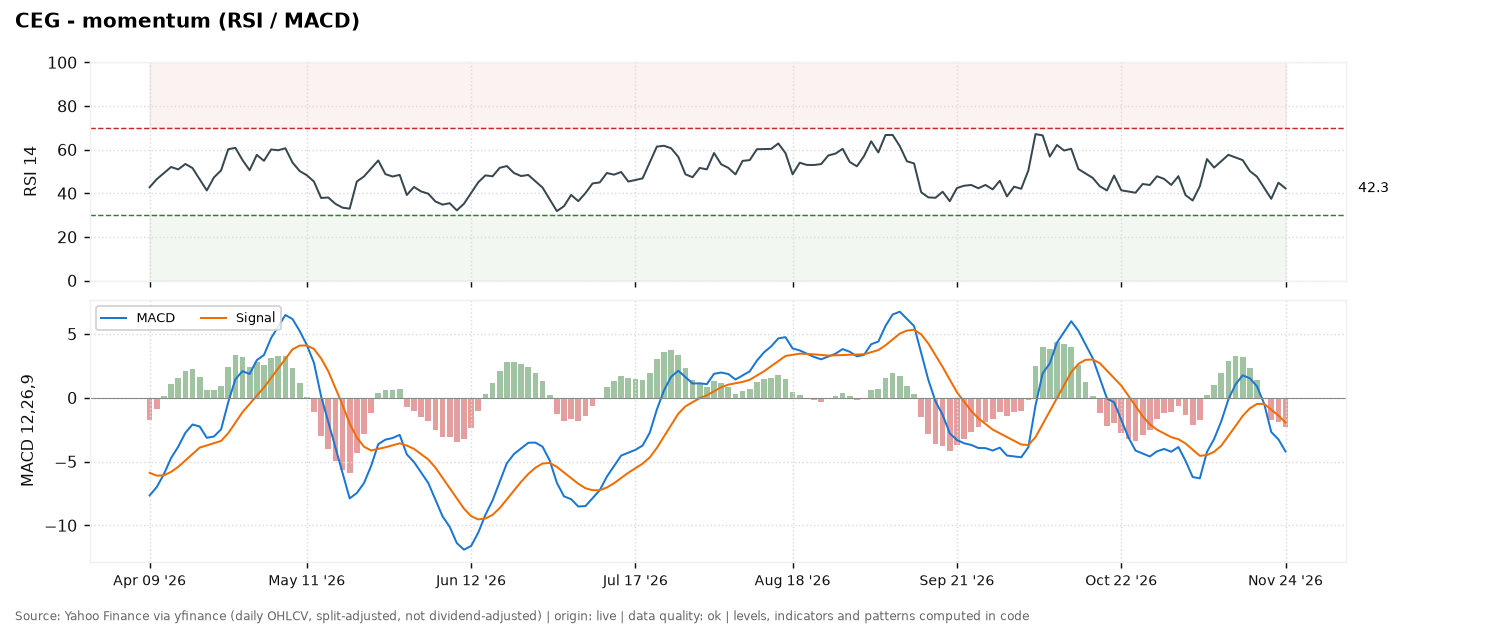 CEG - momentum (RSI / MACD)
100
80
60
40
20
0
RSI 14
42.3
MACD
Signal
5
0
−5
−10
MACD 12,26,9
Apr 09 '26
May 11 '26
Jun 12 '26
Jul 17 '26
Aug 18 '26
Sep 21 '26
Oct 22 '26
Nov 24 '26
Source: Yahoo Finance via yfinance (daily OHLCV, split-adjusted, not dividend-adjusted) | origin: live | data quality: ok | levels, indicators and patterns computed in code